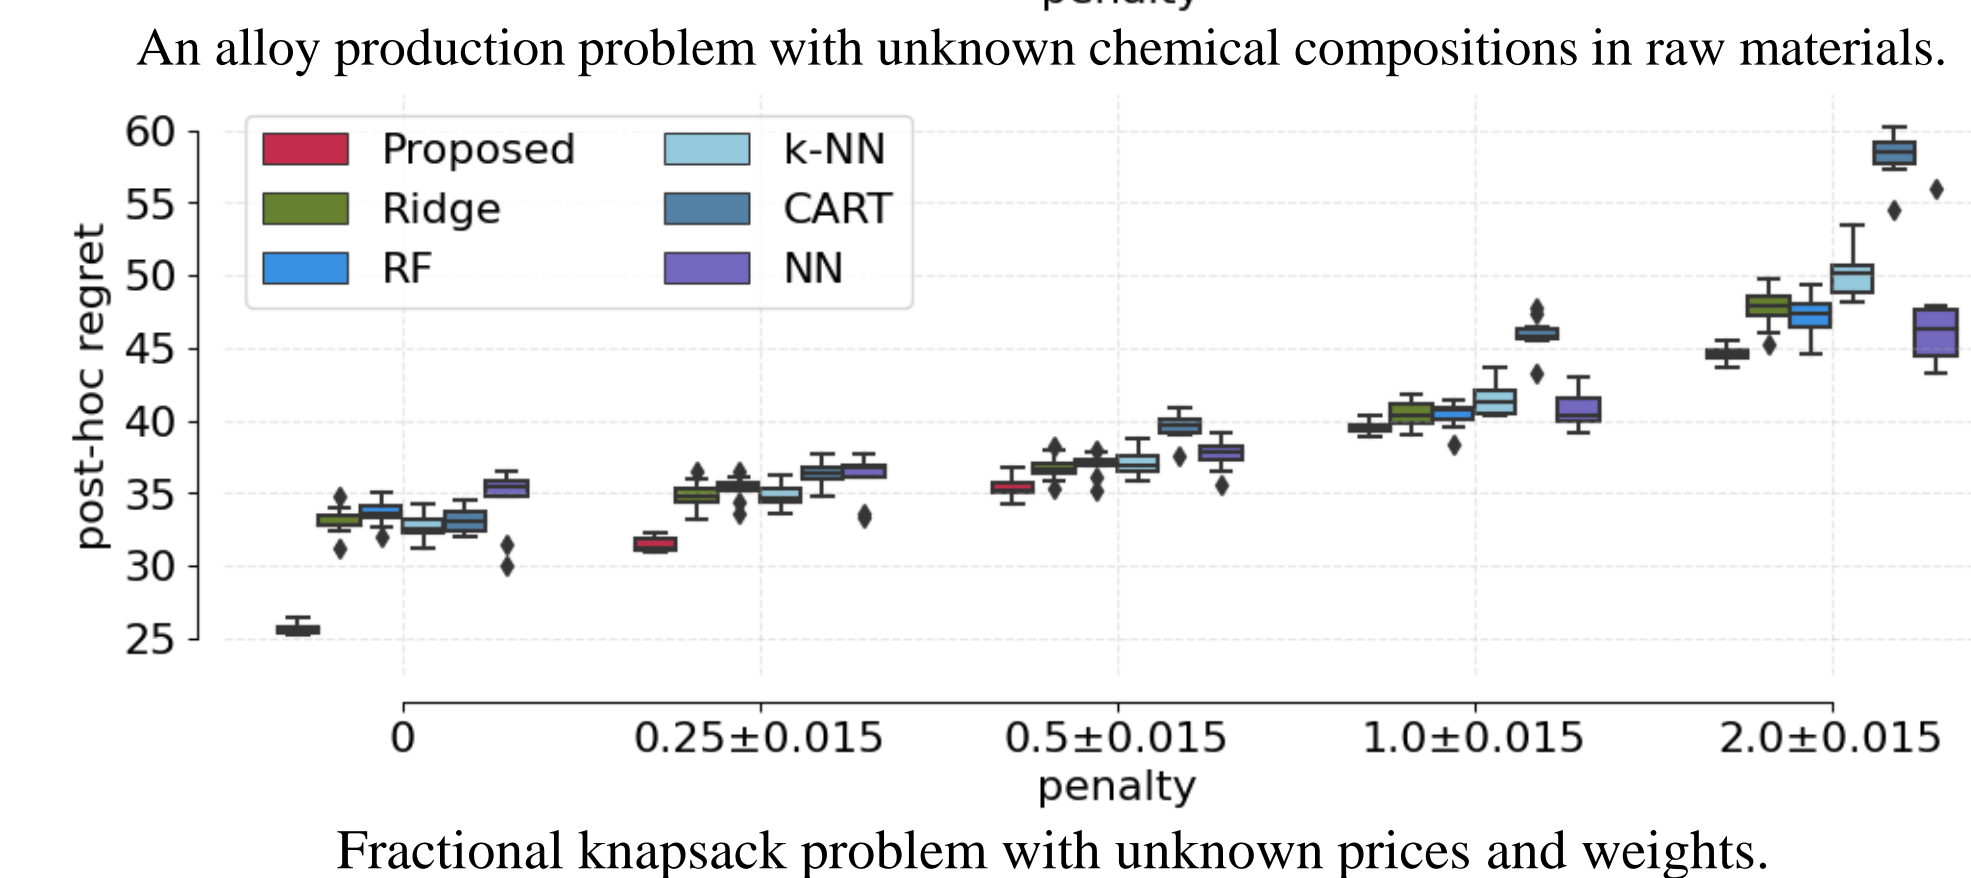 penalty
An alloy production problem with unknown chemical compositions in raw materials.
60
55
50
45
40
35
30
25
post-hoc regret
Proposed
Ridge
RF
k-NN
CART
NN
0
0.25±0.015
0.5±0.015
1.0±0.015
2.0±0.015
penalty
Fractional knapsack problem with unknown prices and weights.